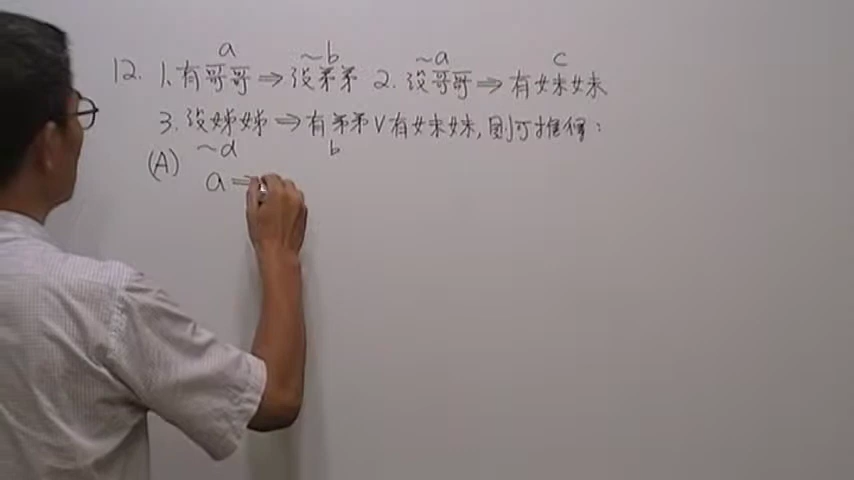 a ~b ~a c
12. 1. 有哥哥 ⇒ 沒弟弟 2. 沒哥哥 ⇒ 有妹妹
3. 沒姊姊 ⇒ 有弟弟 V 有妹妹, 則可推得:
~d b
(A) a ⇒